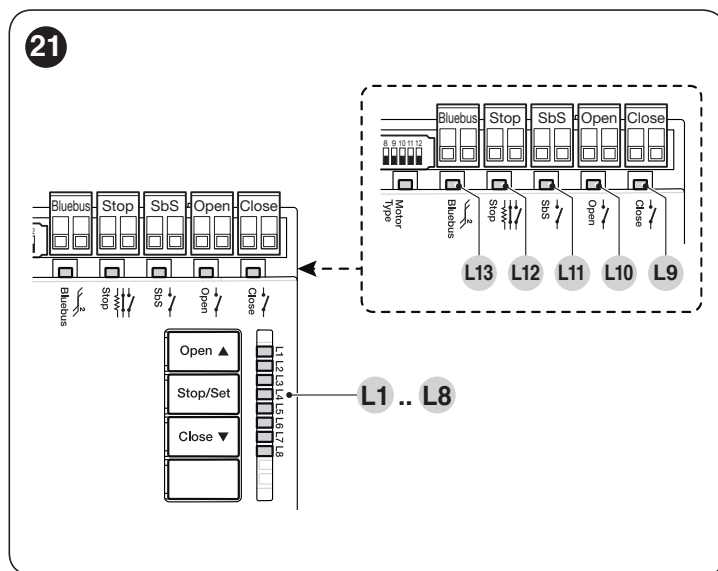 21
Bluebus Stop SbS Open Close
8 9 10 11 12
Motor Type
Bluebus
Stop
SbS
Open
Close
L13 L12 L11 L10 L9
Bluebus Stop SbS Open Close
2
Bluebus
2
Stop
SbS
Open
Close
Open ▲
Stop/Set
Close ▼
L1 L2 L3 L4 L5 L6 L7 L8
L1 .. L8